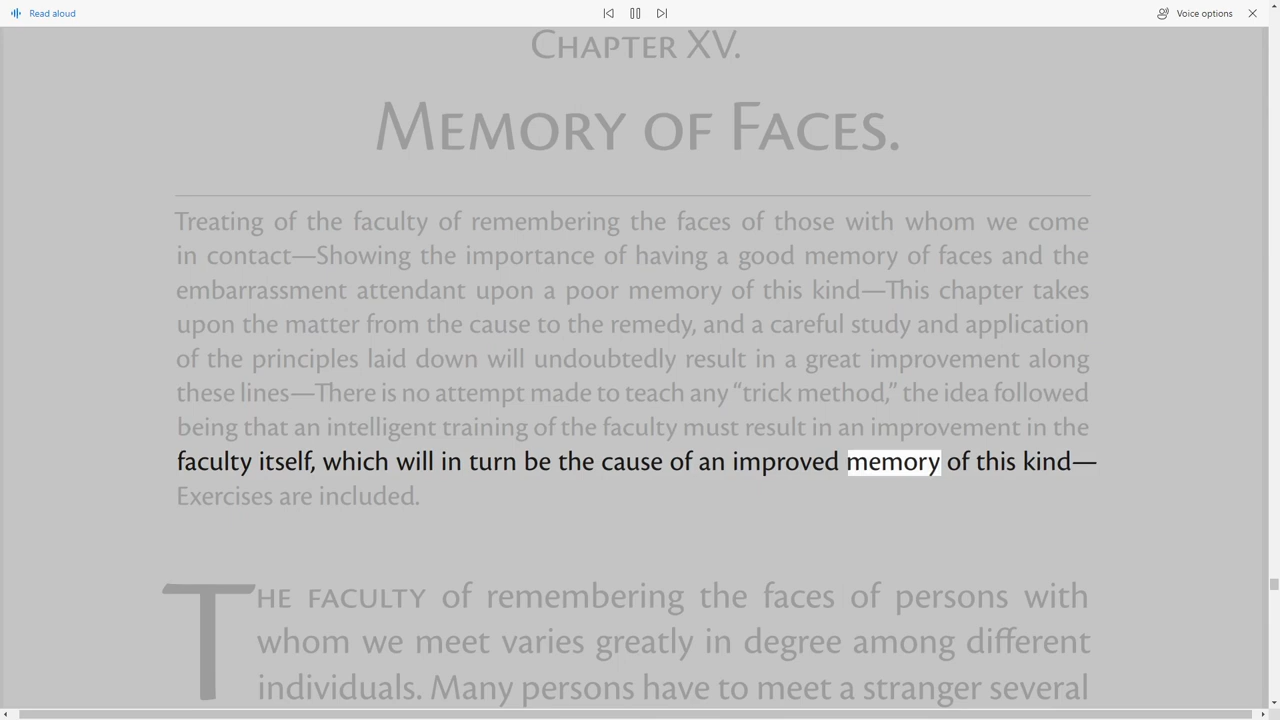 Read aloud
Voice options
CHAPTER XV.
MEMORY OF FACES.
Treating of the faculty of remembering the faces of those with whom we come
in contact—Showing the importance of having a good memory of faces and the
embarrassment attendant upon a poor memory of this kind—This chapter takes
upon the matter from the cause to the remedy, and a careful study and application
of the principles laid down will undoubtedly result in a great improvement along
these lines—There is no attempt made to teach any “trick method,” the idea followed
being that an intelligent training of the faculty must result in an improvement in the
faculty itself, which will in turn be the cause of an improved memory of this kind—
Exercises are included.
THE FACULTY of remembering the faces of persons with
whom we meet varies greatly in degree among different
individuals. Many persons have to meet a stranger several